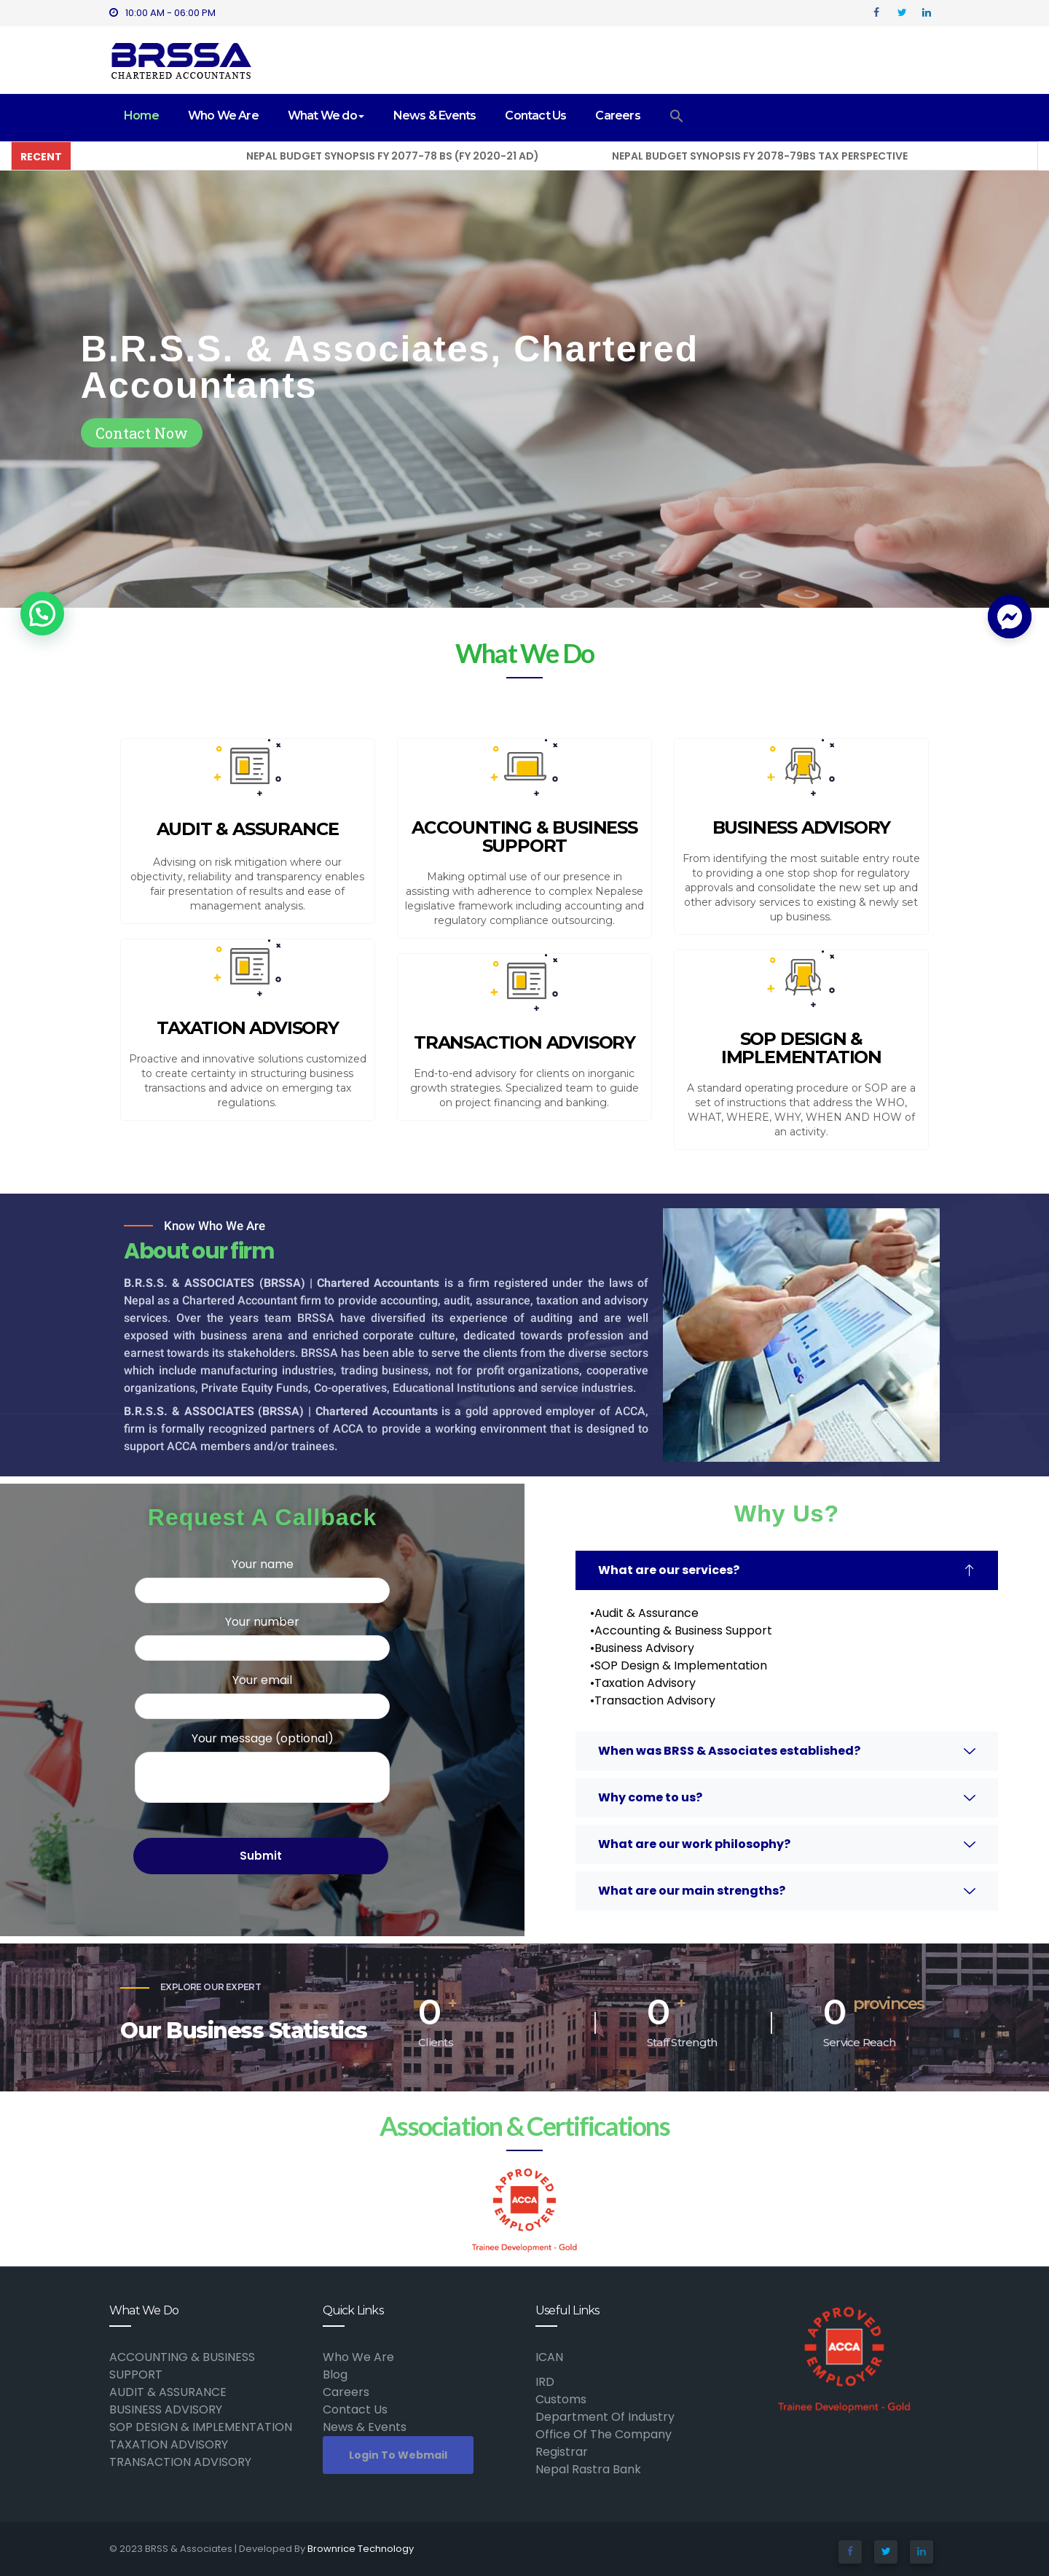 10:00 AM - 06:00 PM
BRSSA
CHARTERED ACCOUNTANTS
Home Who We Are What We do News & Events Contact Us Careers
RECENT NEPAL BUDGET SYNOPSIS FY 2077-78 BS (FY 2020-21 AD) NEPAL BUDGET SYNOPSIS FY 2078-79BS TAX PERSPECTIVE
B.R.S.S. & Associates, Chartered
Accountants
Contact Now
What We Do
AUDIT & ASSURANCE
Advising on risk mitigation where our
objectivity, reliability and transparency enables
fair presentation of results and ease of
management analysis.
TAXATION ADVISORY
Proactive and innovative solutions customized
to create certainty in structuring business
transactions and advice on emerging tax
regulations.
ACCOUNTING & BUSINESS
SUPPORT
Making optimal use of our presence in
assisting with adherence to complex Nepalese
legislative framework including accounting and
regulatory compliance outsourcing.
TRANSACTION ADVISORY
End-to-end advisory for clients on inorganic
growth strategies. Specialized team to guide
on project financing and banking.
BUSINESS ADVISORY
From identifying the most suitable entry route
to providing a one stop shop for regulatory
approvals and consolidate the new set up and
other advisory services to existing & newly set
up business.
SOP DESIGN &
IMPLEMENTATION
A standard operating procedure or SOP are a
set of instructions that address the WHO,
WHAT, WHERE, WHY, WHEN AND HOW of
an activity.
Know Who We Are
About our firm
B.R.S.S. & ASSOCIATES (BRSSA) | Chartered Accountants is a firm registered under the laws of
Nepal as a Chartered Accountant firm to provide accounting, audit, assurance, taxation and advisory
services. Over the years team BRSSA have diversified its experience of auditing and are well
exposed with business arena and enriched corporate culture, dedicated towards profession and
earnest towards its stakeholders. BRSSA has been able to serve the clients from the diverse sectors
which include manufacturing industries, trading business, not for profit organizations, cooperative
organizations, Private Equity Funds, Co-operatives, Educational Institutions and service industries.
B.R.S.S. & ASSOCIATES (BRSSA) | Chartered Accountants is a gold approved employer of ACCA,
firm is formally recognized partners of ACCA to provide a working environment that is designed to
support ACCA members and/or trainees.
Request A Callback
Your name
Your number
Your email
Your message (optional)
Submit
Why Us?
What are our services?
•Audit & Assurance
•Accounting & Business Support
•Business Advisory
•SOP Design & Implementation
•Taxation Advisory
•Transaction Advisory
When was BRSS & Associates established?
Why come to us?
What are our work philosophy?
What are our main strengths?
EXPLORE OUR EXPERT
Our Business Statistics
0 +
Clients
0 +
Staff Strength
0 provinces
Service Reach
Association & Certifications
APPROVED
ACCA
EMPLOYER
Trainee Development - Gold
What We Do
ACCOUNTING & BUSINESS
SUPPORT
AUDIT & ASSURANCE
BUSINESS ADVISORY
SOP DESIGN & IMPLEMENTATION
TAXATION ADVISORY
TRANSACTION ADVISORY
Quick Links
Who We Are
Blog
Careers
Contact Us
News & Events
Login To Webmail
Useful Links
ICAN
IRD
Customs
Department Of Industry
Office Of The Company
Registrar
Nepal Rastra Bank
APPROVED
ACCA
EMPLOYER
Trainee Development - Gold
© 2023 BRSS & Associates | Developed By Brownrice Technology